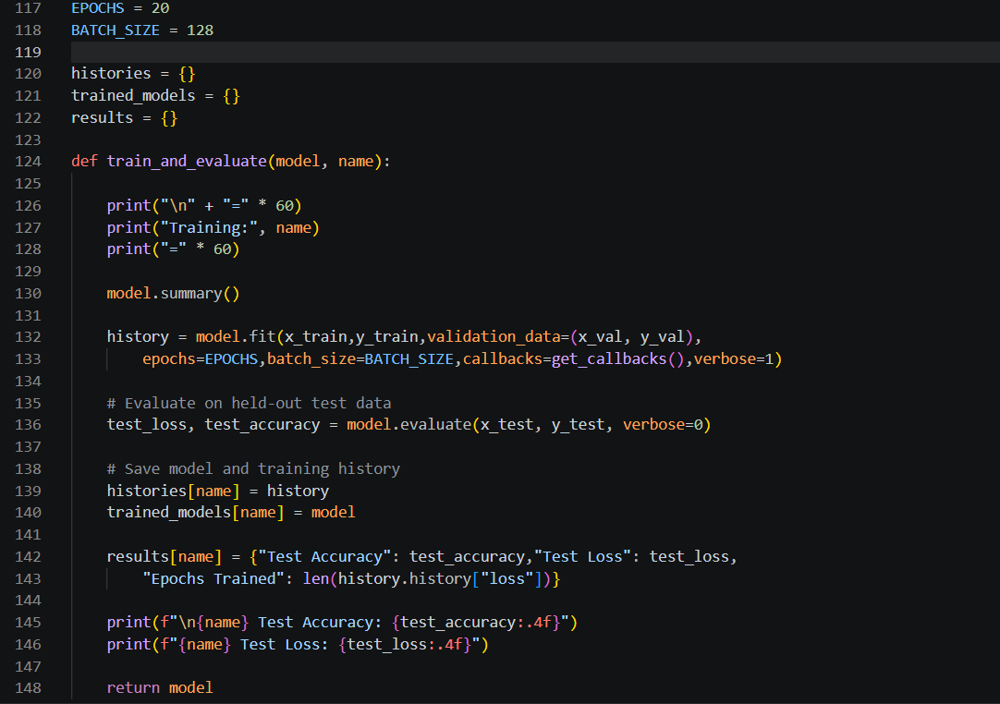 117 EPOCHS = 20
118 BATCH_SIZE = 128
119
120 histories = {}
121 trained_models = {}
122 results = {}
123
124 def train_and_evaluate(model, name):
125
126     print("\n" + "=" * 60)
127     print("Training:", name)
128     print("=" * 60)
129
130     model.summary()
131
132     history = model.fit(x_train,y_train,validation_data=(x_val, y_val),
133         epochs=EPOCHS,batch_size=BATCH_SIZE,callbacks=get_callbacks(),verbose=1)
134
135     # Evaluate on held-out test data
136     test_loss, test_accuracy = model.evaluate(x_test, y_test, verbose=0)
137
138     # Save model and training history
139     histories[name] = history
140     trained_models[name] = model
141
142     results[name] = {"Test Accuracy": test_accuracy,"Test Loss": test_loss,
143         "Epochs Trained": len(history.history["loss"])}
144
145     print(f"\n{name} Test Accuracy: {test_accuracy:.4f}")
146     print(f"{name} Test Loss: {test_loss:.4f}")
147
148     return model